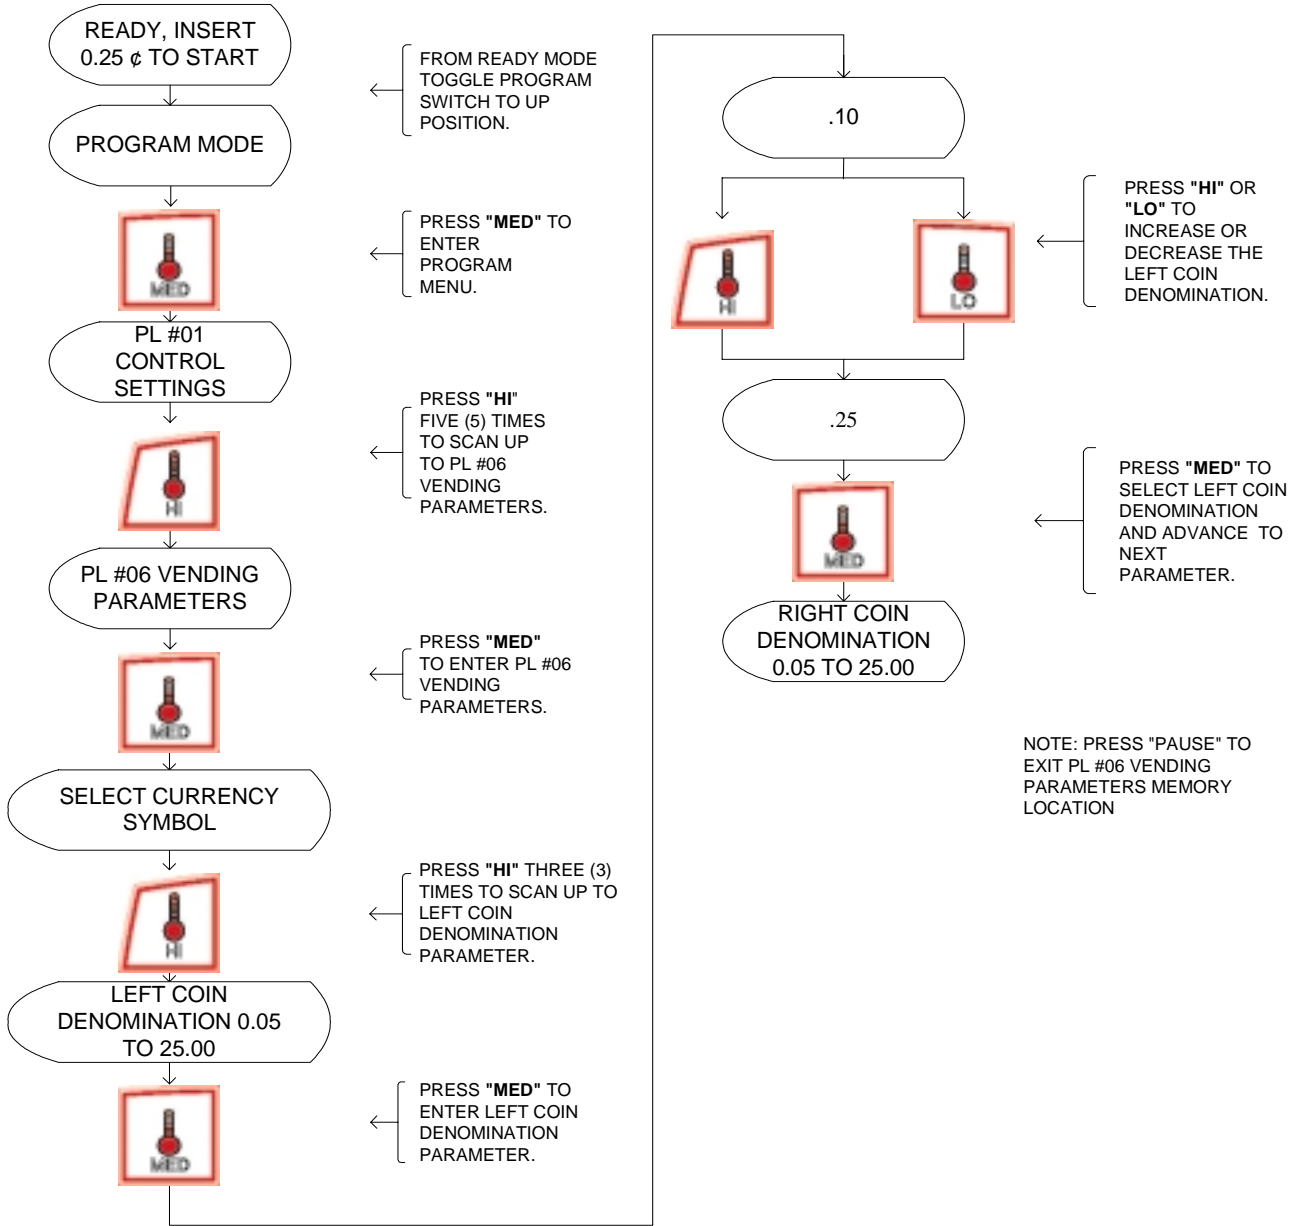 READY, INSERT
0.25 ¢ TO START
FROM READY MODE
TOGGLE PROGRAM
SWITCH TO UP
POSITION.
PROGRAM MODE
PRESS "MED" TO
ENTER
PROGRAM
MENU.
MED
PL #01
CONTROL
SETTINGS
PRESS "HI"
FIVE (5) TIMES
TO SCAN UP
TO PL #06
VENDING
PARAMETERS.
HI
PL #06 VENDING
PARAMETERS
PRESS "MED"
TO ENTER PL #06
VENDING
PARAMETERS.
MED
SELECT CURRENCY
SYMBOL
PRESS "HI" THREE (3)
TIMES TO SCAN UP TO
LEFT COIN
DENOMINATION
PARAMETER.
HI
LEFT COIN
DENOMINATION 0.05
TO 25.00
PRESS "MED" TO
ENTER LEFT COIN
DENOMINATION
PARAMETER.
MED
.10
PRESS "HI" OR
"LO" TO
INCREASE OR
DECREASE THE
LEFT COIN
DENOMINATION.
HI
LO
.25
PRESS "MED" TO
SELECT LEFT COIN
DENOMINATION
AND ADVANCE TO
NEXT
PARAMETER.
MED
RIGHT COIN
DENOMINATION
0.05 TO 25.00
NOTE: PRESS "PAUSE" TO
EXIT PL #06 VENDING
PARAMETERS MEMORY
LOCATION